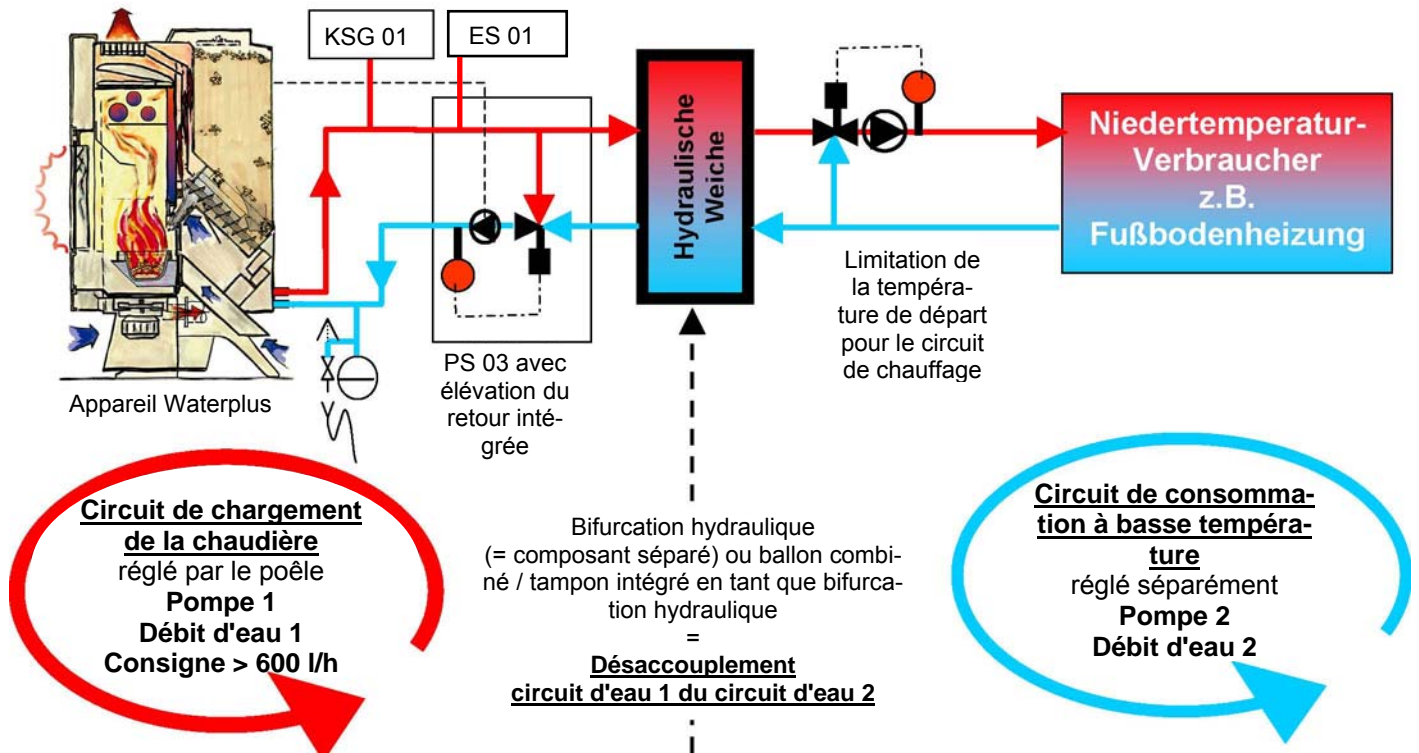 KSG 01
ES 01
Hydraulische
Weiche
Niedertemperatur-
Verbraucher
z.B.
Fußbodenheizung
Limitation de
la tempéra-
ture de départ
pour le circuit
de chauffage
PS 03 avec
élévation du
retour inté-
grée
Appareil Waterplus
Circuit de chargement
de la chaudière
réglé par le poêle
Pompe 1
Débit d'eau 1
Consigne > 600 l/h
Bifurcation hydraulique
(= composant séparé) ou ballon combi-
né / tampon intégré en tant que bifurca-
tion hydraulique
=
Désaccouplement
circuit d'eau 1 du circuit d'eau 2
Circuit de consomma-
tion à basse tempéra-
ture
réglé séparément
Pompe 2
Débit d'eau 2